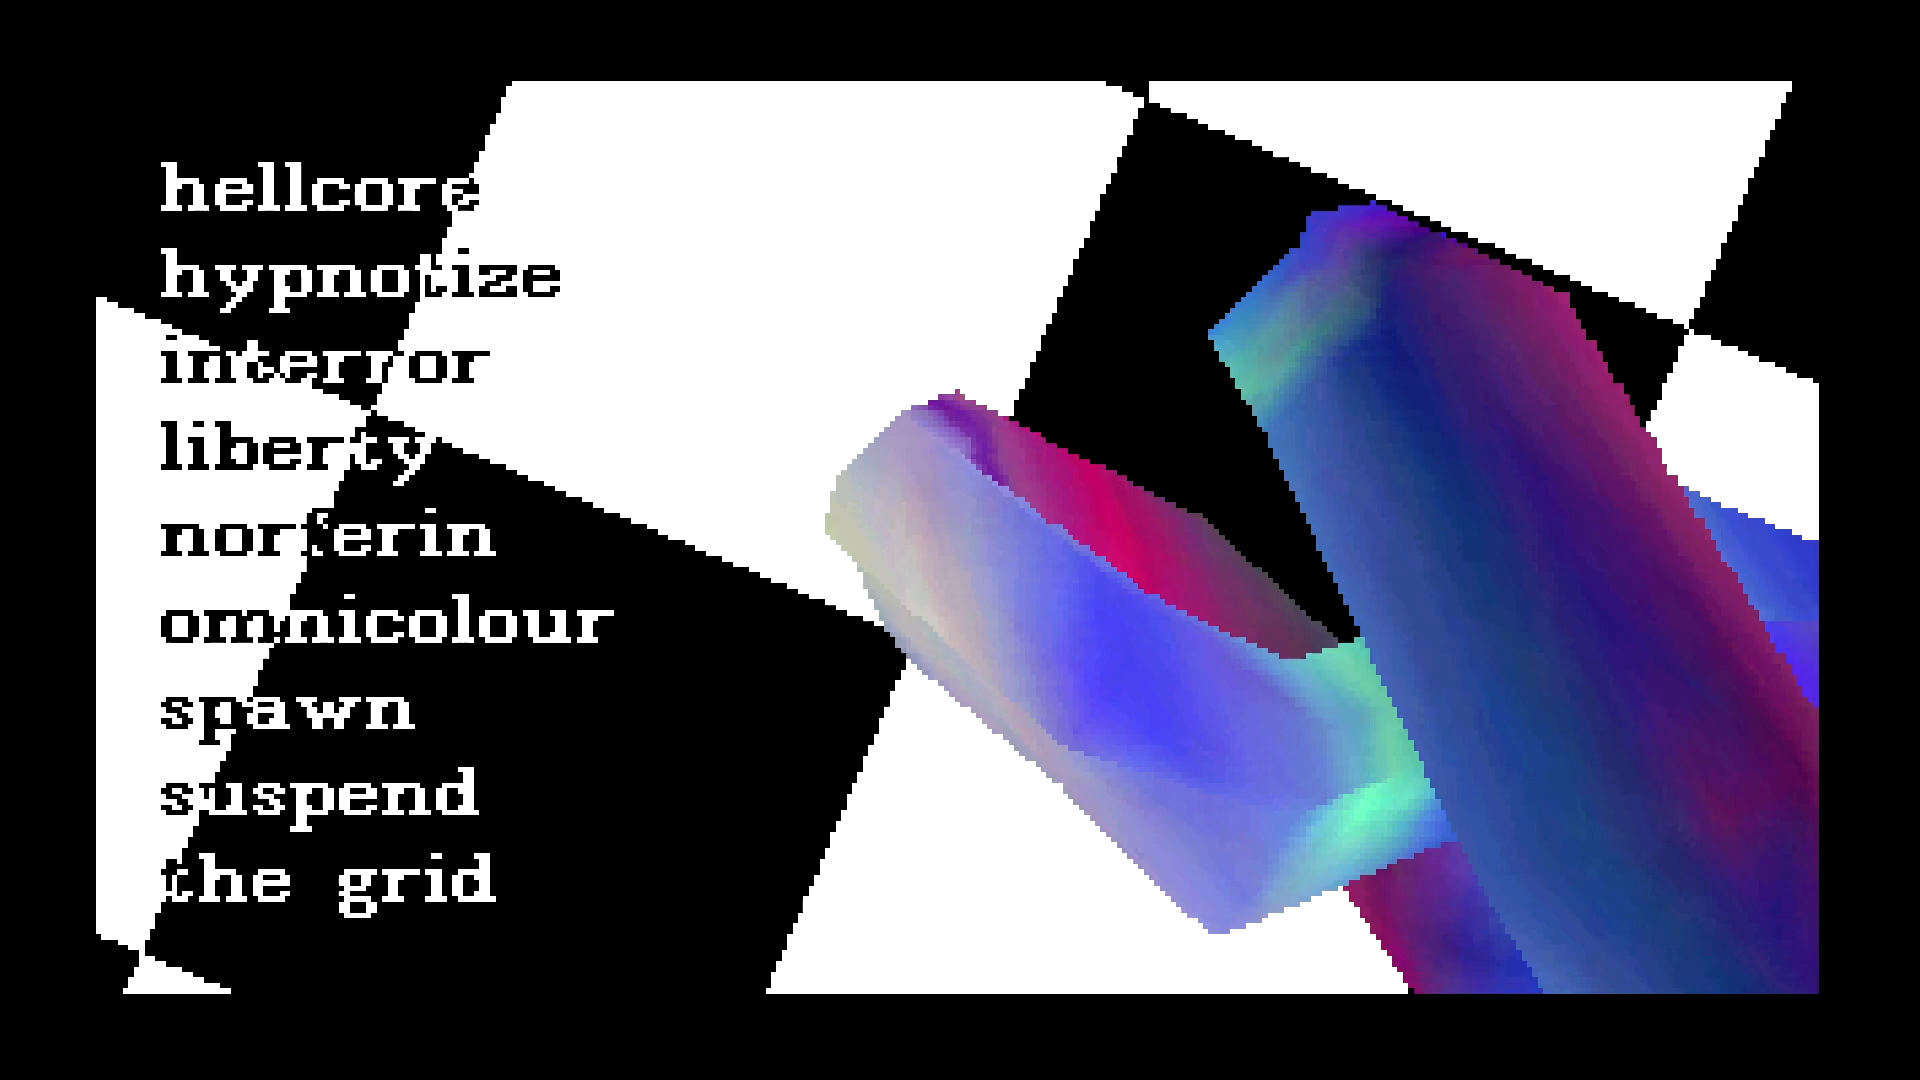 hellcore
hypnotize
interror
liberty
norferin
omnicolour
spawn
suspend
the grid